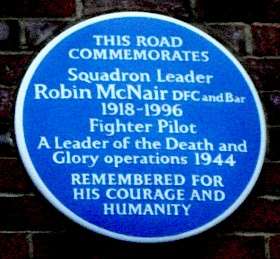 THIS ROAD
COMMEMORATES
Squadron Leader
Robin McNair DFC and Bar
1918-1996
Fighter Pilot
A Leader of the Death and
Glory operations 1944
REMEMBERED FOR
HIS COURAGE AND
HUMANITY